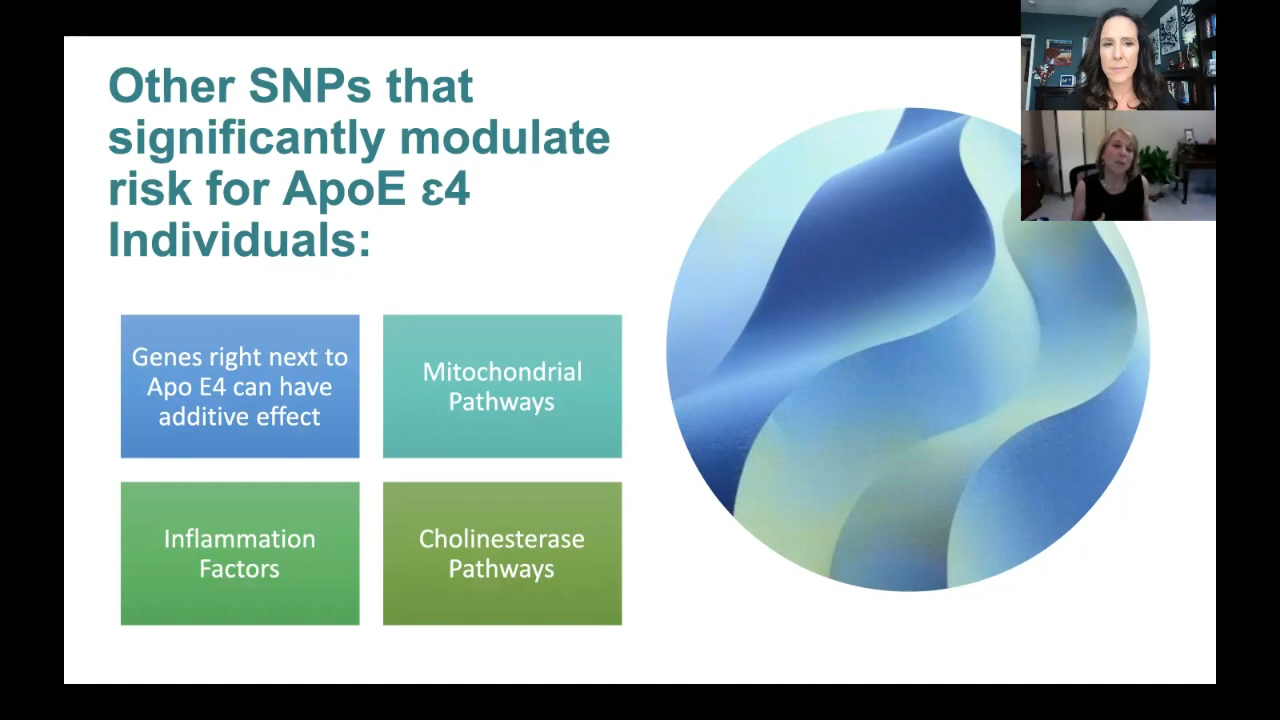 Other SNPs that
significantly modulate
risk for ApoE ε4
Individuals:
Genes right next to
Apo E4 can have
additive effect
Mitochondrial
Pathways
Inflammation
Factors
Cholinesterase
Pathways